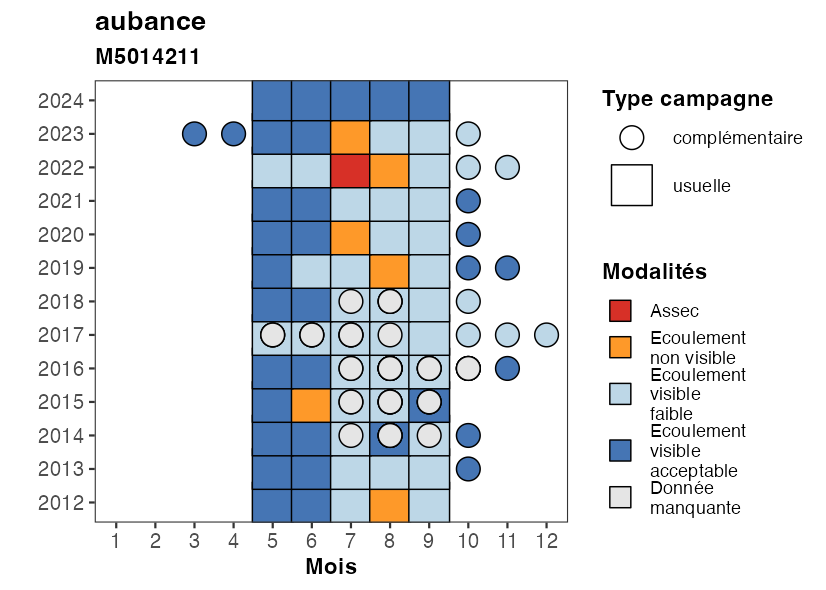 aubance
M5014211
2024
2023
2022
2021
2020
2019
2018
2017
2016
2015
2014
2013
2012
1 2 3 4 5 6 7 8 9 10 11 12
Mois
Type campagne
complémentaire
usuelle
Modalités
Assec
Ecoulement
non visible
Ecoulement
visible
faible
Ecoulement
visible
acceptable
Donnée
manquante